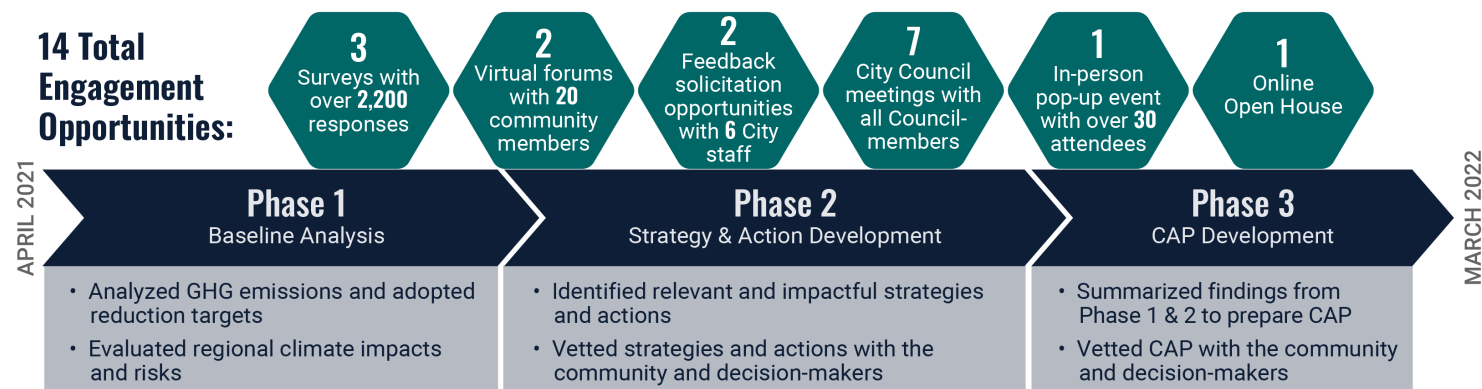 14 Total
Engagement
Opportunities:
3
Surveys with
over 2,200
responses
2
Virtual forums
with 20
community
members
2
Feedback
solicitation
opportunities
with 6 City
staff
7
City Council
meetings with
all Council-
members
1
In-person
pop-up event
with over 30
attendees
1
Online
Open House
APRIL 2021
Phase 1
Baseline Analysis
• Analyzed GHG emissions and adopted
reduction targets
• Evaluated regional climate impacts
and risks
Phase 2
Strategy & Action Development
• Identified relevant and impactful strategies
and actions
• Vetted strategies and actions with the
community and decision-makers
Phase 3
CAP Development
• Summarized findings from
Phase 1 & 2 to prepare CAP
• Vetted CAP with the community
and decision-makers
MARCH 2022